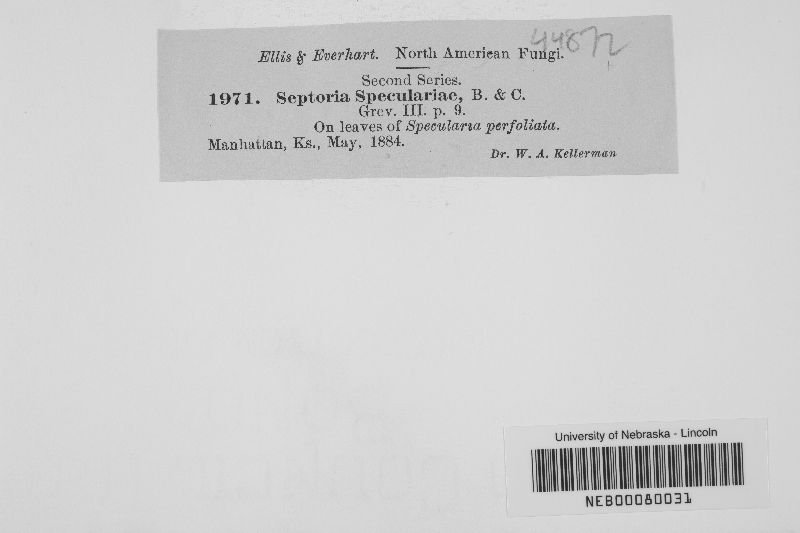 44872
Ellis & Everhart. North American Fungi.
Second Series.
1971. Septoria Speculariae, B. & C.
Grev. III. p. 9.
On leaves of Specularia perfoliata.
Manhattan, Ks., May, 1884.
Dr. W. A. Kellerman
University of Nebraska - Lincoln
NEB00080031